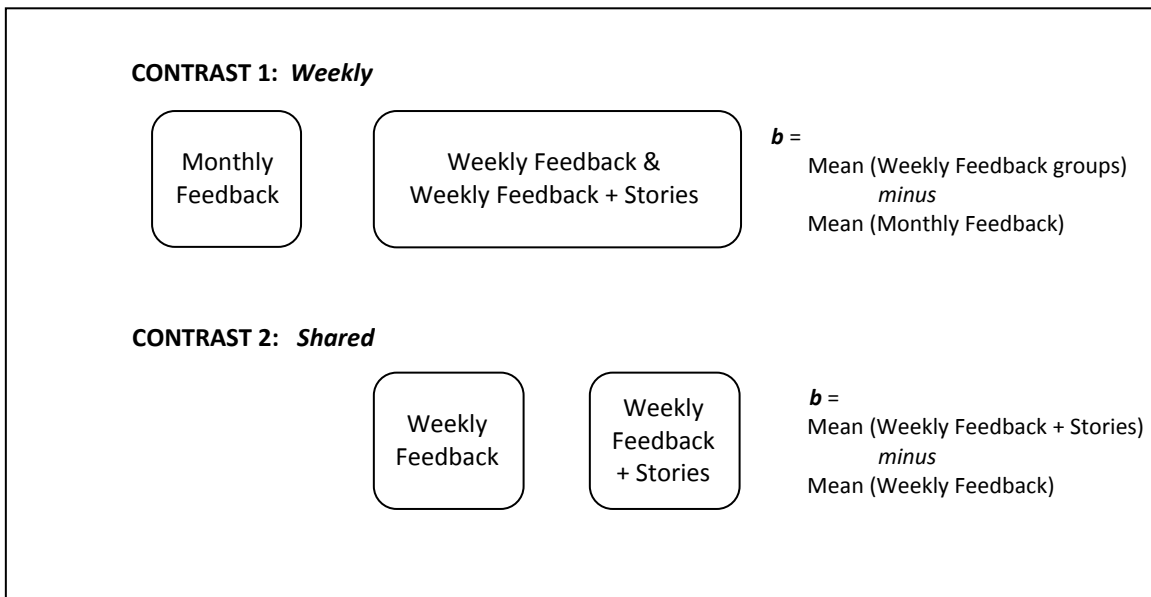 CONTRAST 1: Weekly
Monthly
Feedback
Weekly Feedback &
Weekly Feedback + Stories
b =
Mean (Weekly Feedback groups)
minus
Mean (Monthly Feedback)
CONTRAST 2: Shared
Weekly
Feedback
Weekly
Feedback
+ Stories
b =
Mean (Weekly Feedback + Stories)
minus
Mean (Weekly Feedback)